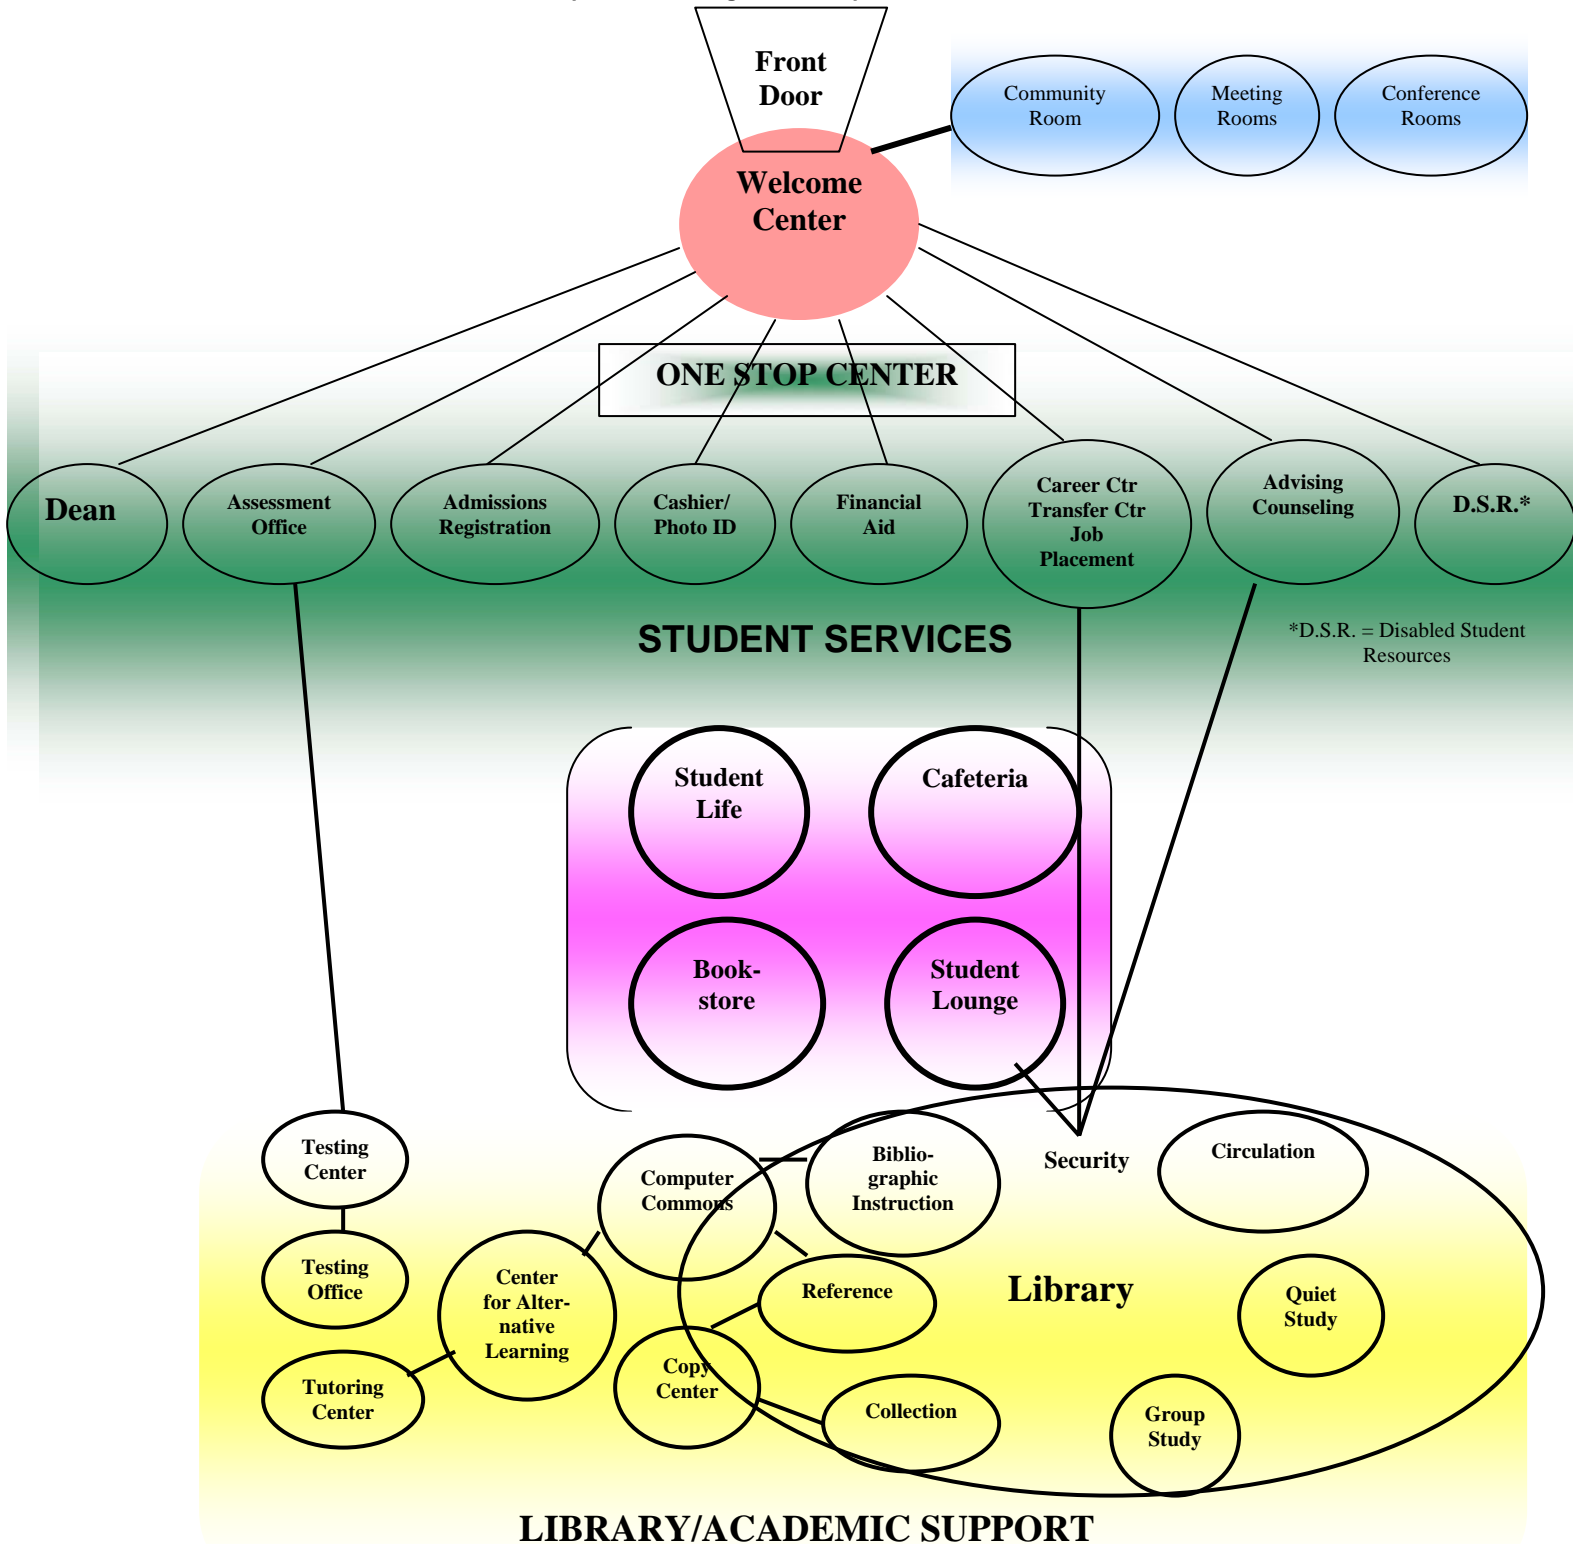 Front
Door
Community
Room
Meeting
Rooms
Conference
Rooms
Welcome
Center
ONE STOP CENTER
Dean
Assessment
Office
Admissions
Registration
Cashier/
Photo ID
Financial
Aid
Career Ctr
Transfer Ctr
Job
Placement
Advising
Counseling
D.S.R.*
STUDENT SERVICES
*D.S.R. = Disabled Student
Resources
Student
Life
Cafeteria
Book-
store
Student
Lounge
Testing
Center
Computer
Commons
Biblio-
graphic
Instruction
Security
Circulation
Testing
Office
Center
for Alter-
native
Learning
Reference
Library
Quiet
Study
Tutoring
Center
Copy
Center
Collection
Group
Study
LIBRARY/ACADEMIC SUPPORT